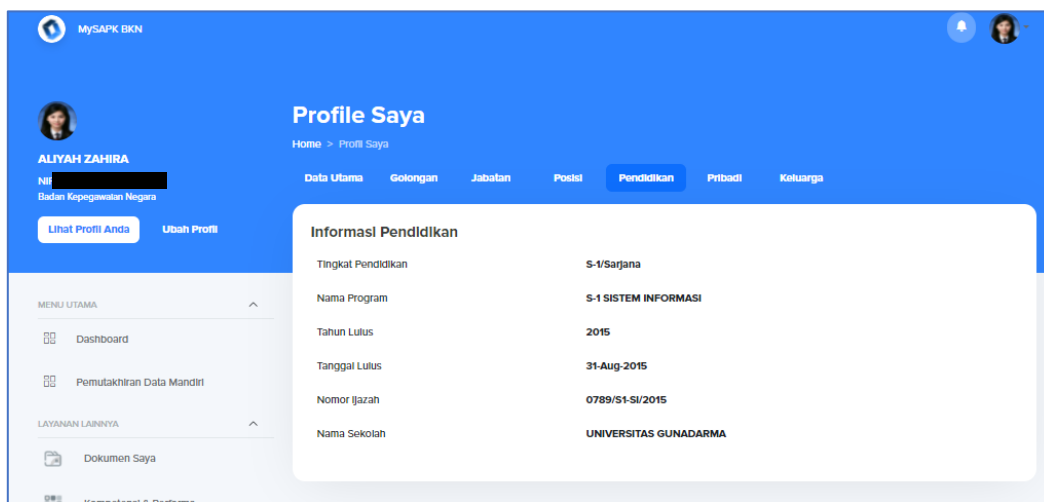 MySAPK BKN
ALIYAH ZAHIRA
NIP
Badan Kepegawaian Negara
Lihat Profil Anda
Ubah Profil
MENU UTAMA
Dashboard
Pemutakhiran Data Mandiri
LAYANAN LAINNYA
Dokumen Saya
Profile Saya
Home > Profil Saya
Data Utama Golongan Jabatan Posisi Pendidikan Pribadi Keluarga
Informasi Pendidikan
Tingkat Pendidikan S-1/Sarjana
Nama Program S-1 SISTEM INFORMASI
Tahun Lulus 2015
Tanggal Lulus 31-Aug-2015
Nomor Ijazah 0789/S1-SI/2015
Nama Sekolah UNIVERSITAS GUNADARMA